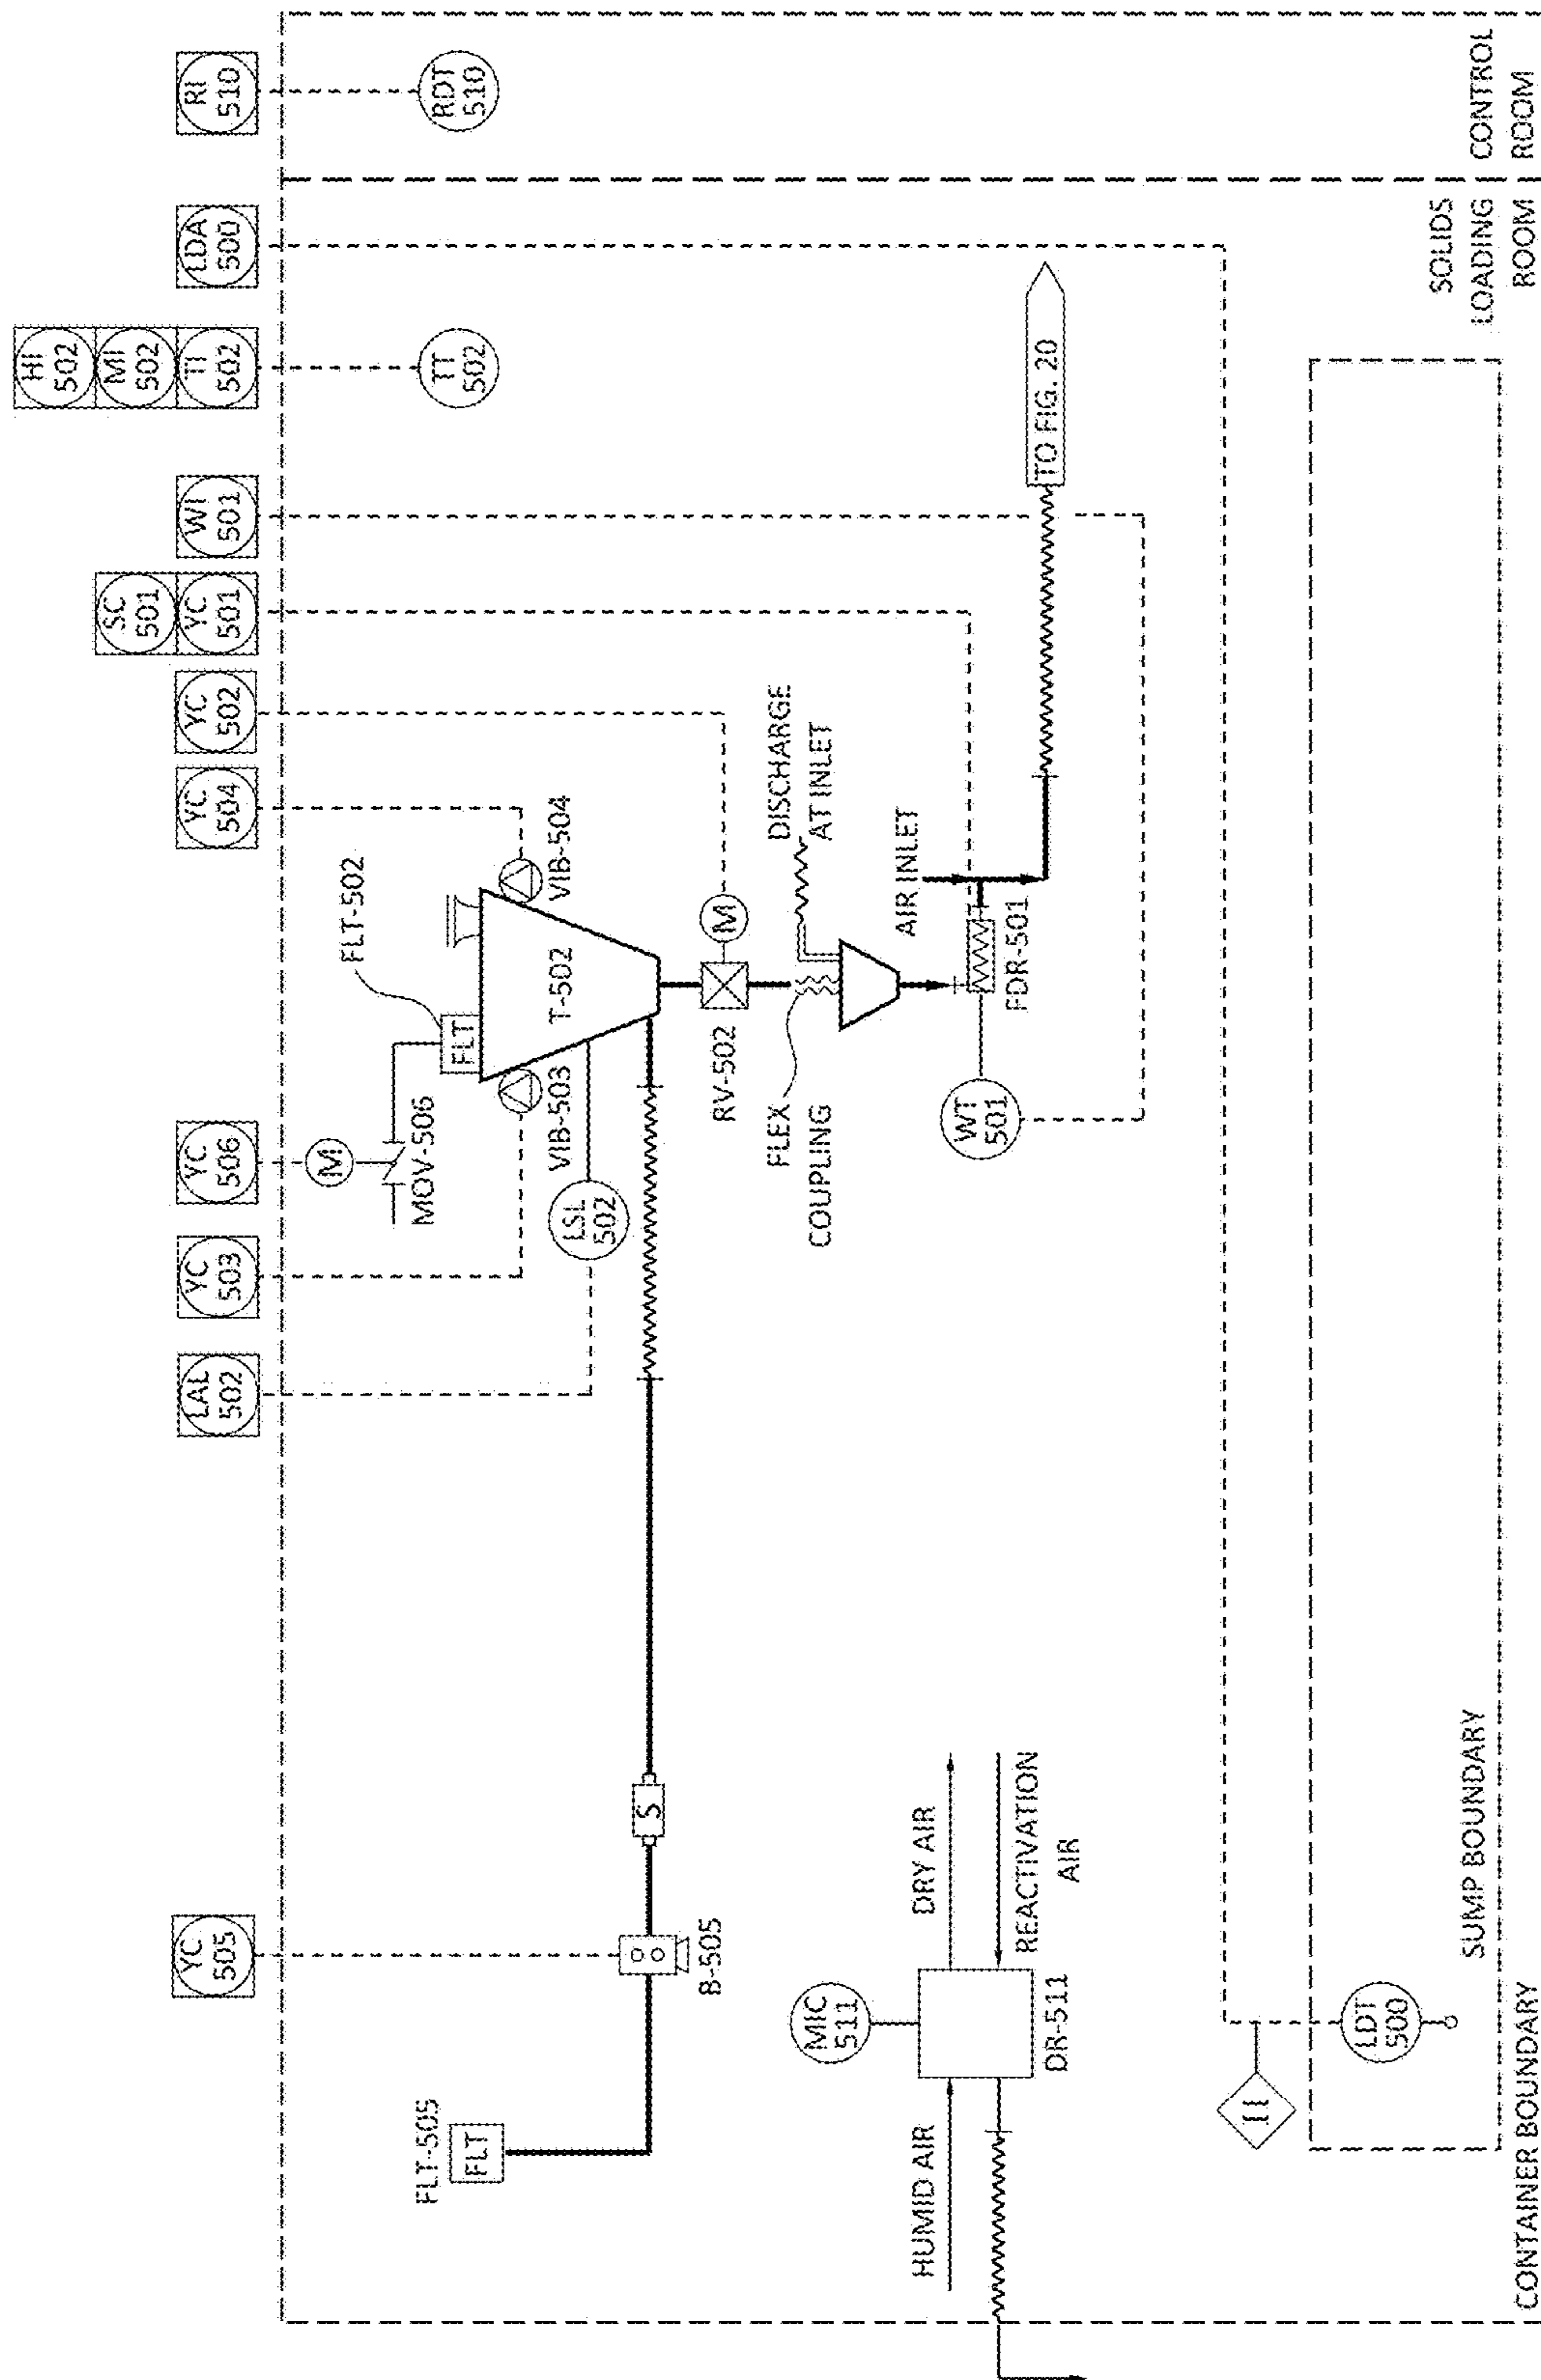 YC
505
LAL
502
YC
503
YC
506
YC
504
YC
502
SC
501
YC
501
WI
501
HI
502
MI
502
TI
502
LDA
500
RI
510
M
MOV-506
FLT-502
FLT
T-502
VIB-503
VIB-504
LSL
502
TT
502
RDT
510
FLT-505
FLT
B-505
S
RV-502
M
FLEX
COUPLING
DISCHARGE
AT INLET
AIR INLET
WT
501
FDR-501
TO FIG. 20
MIC
511
HUMID AIR
DRY AIR
REACTIVATION
AIR
DR-511
11
LDT
500
SUMP BOUNDARY
CONTAINER BOUNDARY
SOLIDS
LOADING
ROOM
CONTROL
ROOM